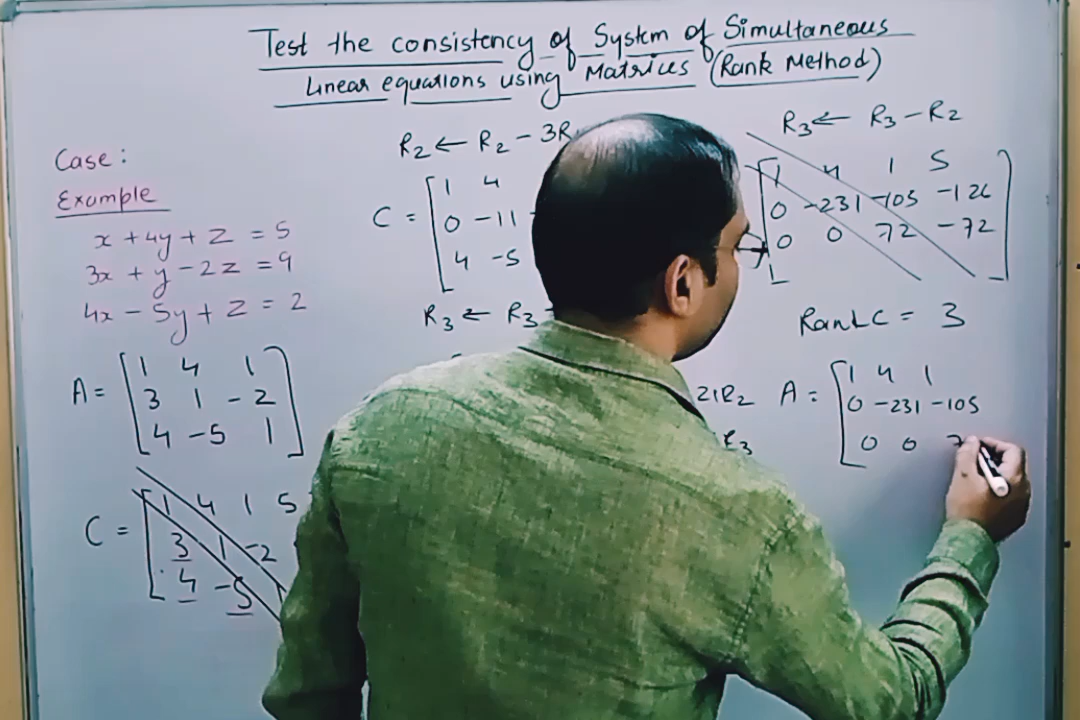 Test the consistency of System of Simultaneous
Linear equations using Matrices (Rank Method)
Case :
Example
x + 4y + z = 5
3x + y - 2z = 9
4x - 5y + z = 2
A = [1 4 1
3 1 -2
4 -5 1]
C = [1 4 1 5
3 1 -2
4 -5
R2 ← R2 - 3R
C = [1 4
0 -11
4 -5
R3 ← R3
21R2
R3
R3 ← R3 - R2
[1 4 1 5
0 -231 -105 -126
0 0 72 -72]
Rank C = 3
A = [1 4 1
0 -231 -105
0 0